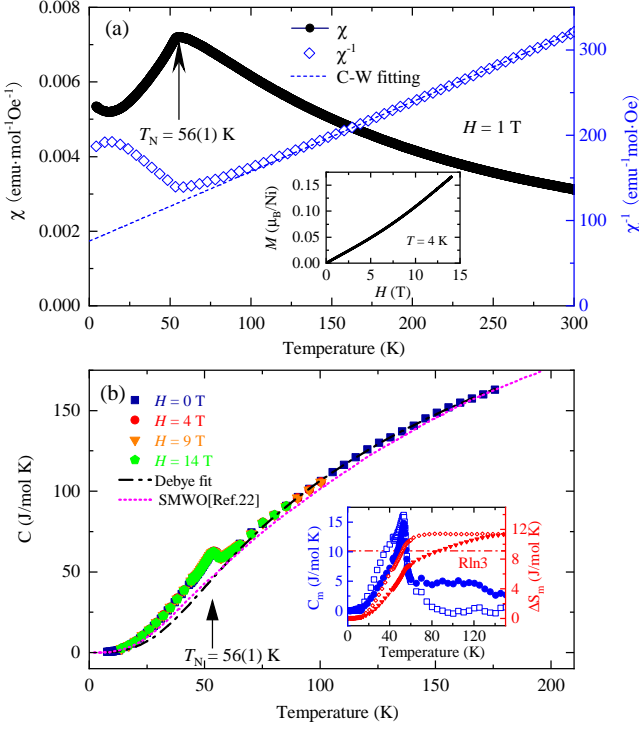 (a)
χ
χ⁻¹
C-W fitting
T_N = 56(1) K
H = 1 T
0.008
0.006
0.004
0.002
0.000
χ (emu·mol⁻¹Oe⁻¹)
300
200
100
0
χ⁻¹ (emu⁻¹mol·Oe)
0.15
0.10
0.05
0.00
M (μ_B/Ni)
T = 4 K
0 5 10 15
H (T)
0 50 100 150 200 250 300
Temperature (K)
(b)
H = 0 T
H = 4 T
H = 9 T
H = 14 T
Debye fit
SMWO[Ref.22]
150
100
50
0
C (J/mol K)
T_N = 56(1) K
15
12
9
6
3
0
C_m (J/mol K)
Rln3
12
8
4
0
ΔS_m (J/mol K)
0 40 80 120
Temperature (K)
0 50 100 150 200
Temperature (K)